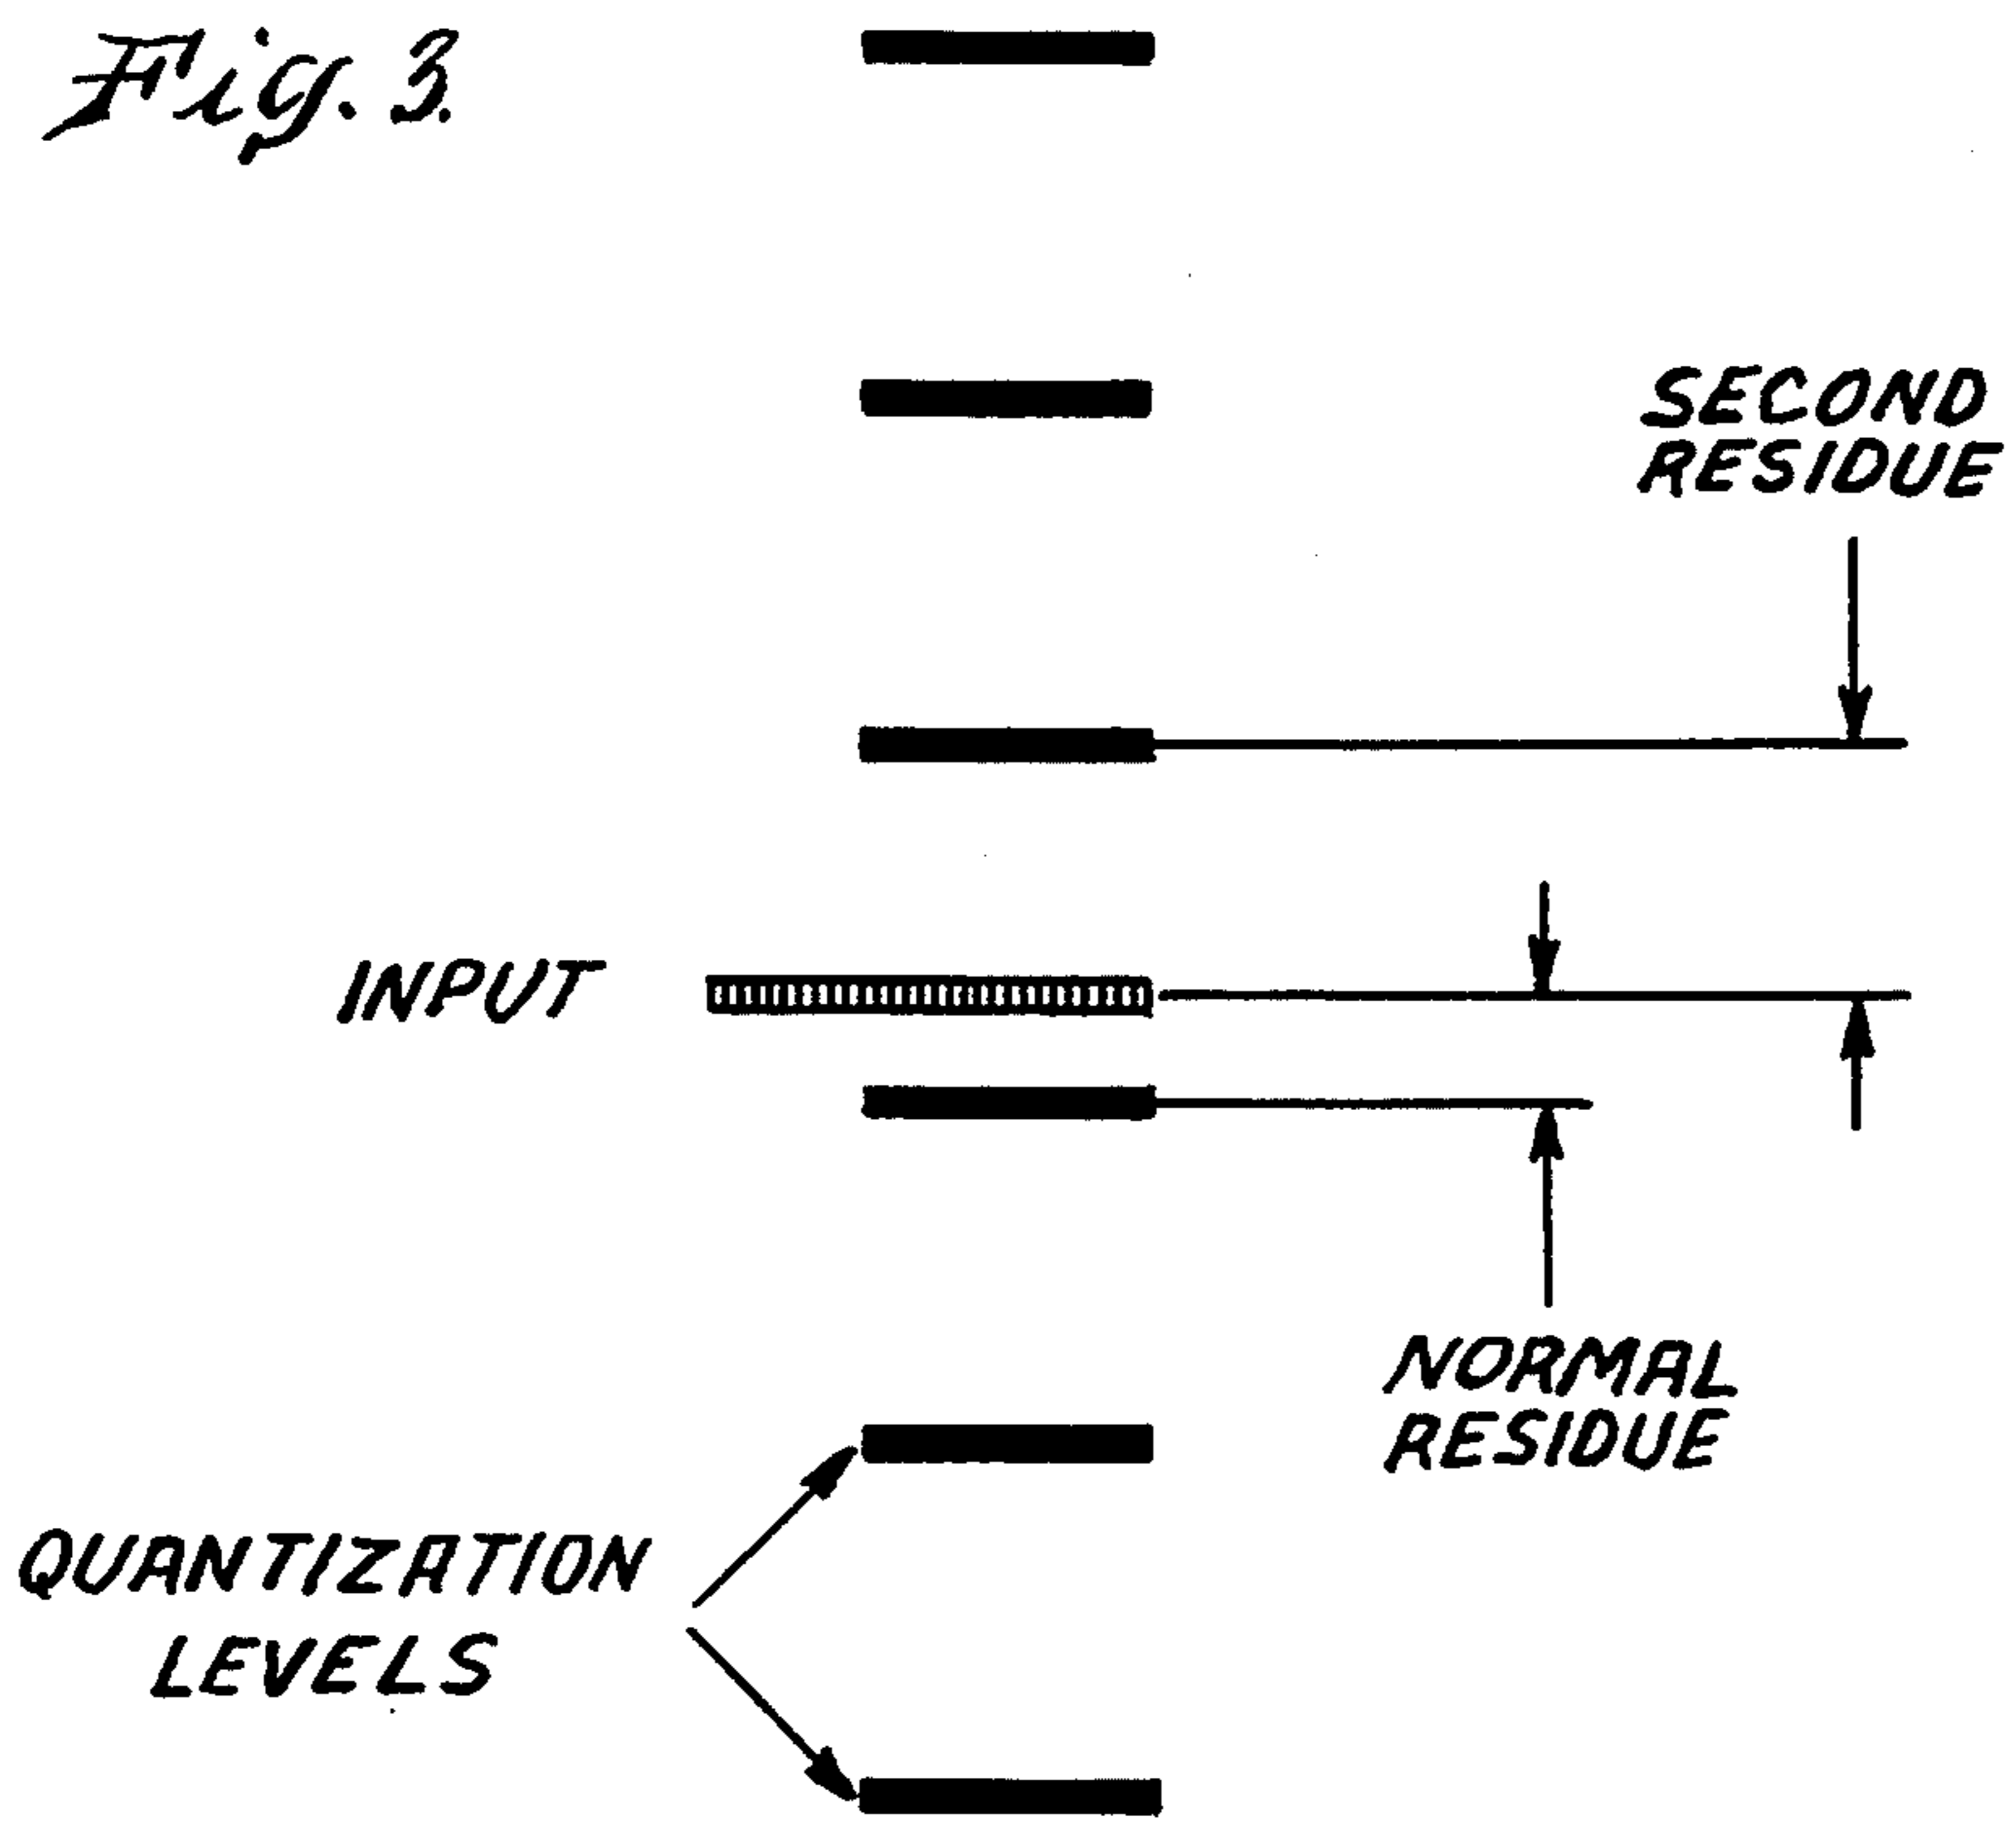 Fig. 3.
SECOND
RESIDUE
INPUT
NORMAL
RESIDUE
QUANTIZATION
LEVELS